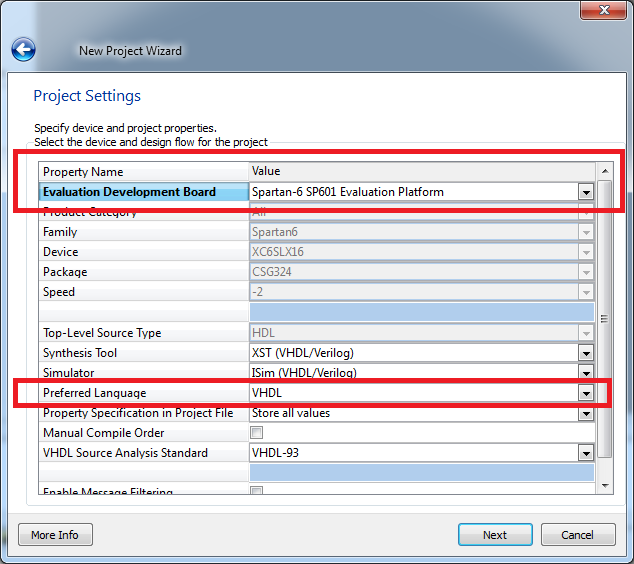 New Project Wizard
Project Settings
Specify device and project properties.
Select the device and design flow for the project
Property Name Value
Evaluation Development Board Spartan-6 SP601 Evaluation Platform
Product Category All
Family Spartan6
Device XC6SLX16
Package CSG324
Speed -2
Top-Level Source Type HDL
Synthesis Tool XST (VHDL/Verilog)
Simulator ISim (VHDL/Verilog)
Preferred Language VHDL
Property Specification in Project File Store all values
Manual Compile Order
VHDL Source Analysis Standard VHDL-93
Enable Message Filtering
More Info Next Cancel